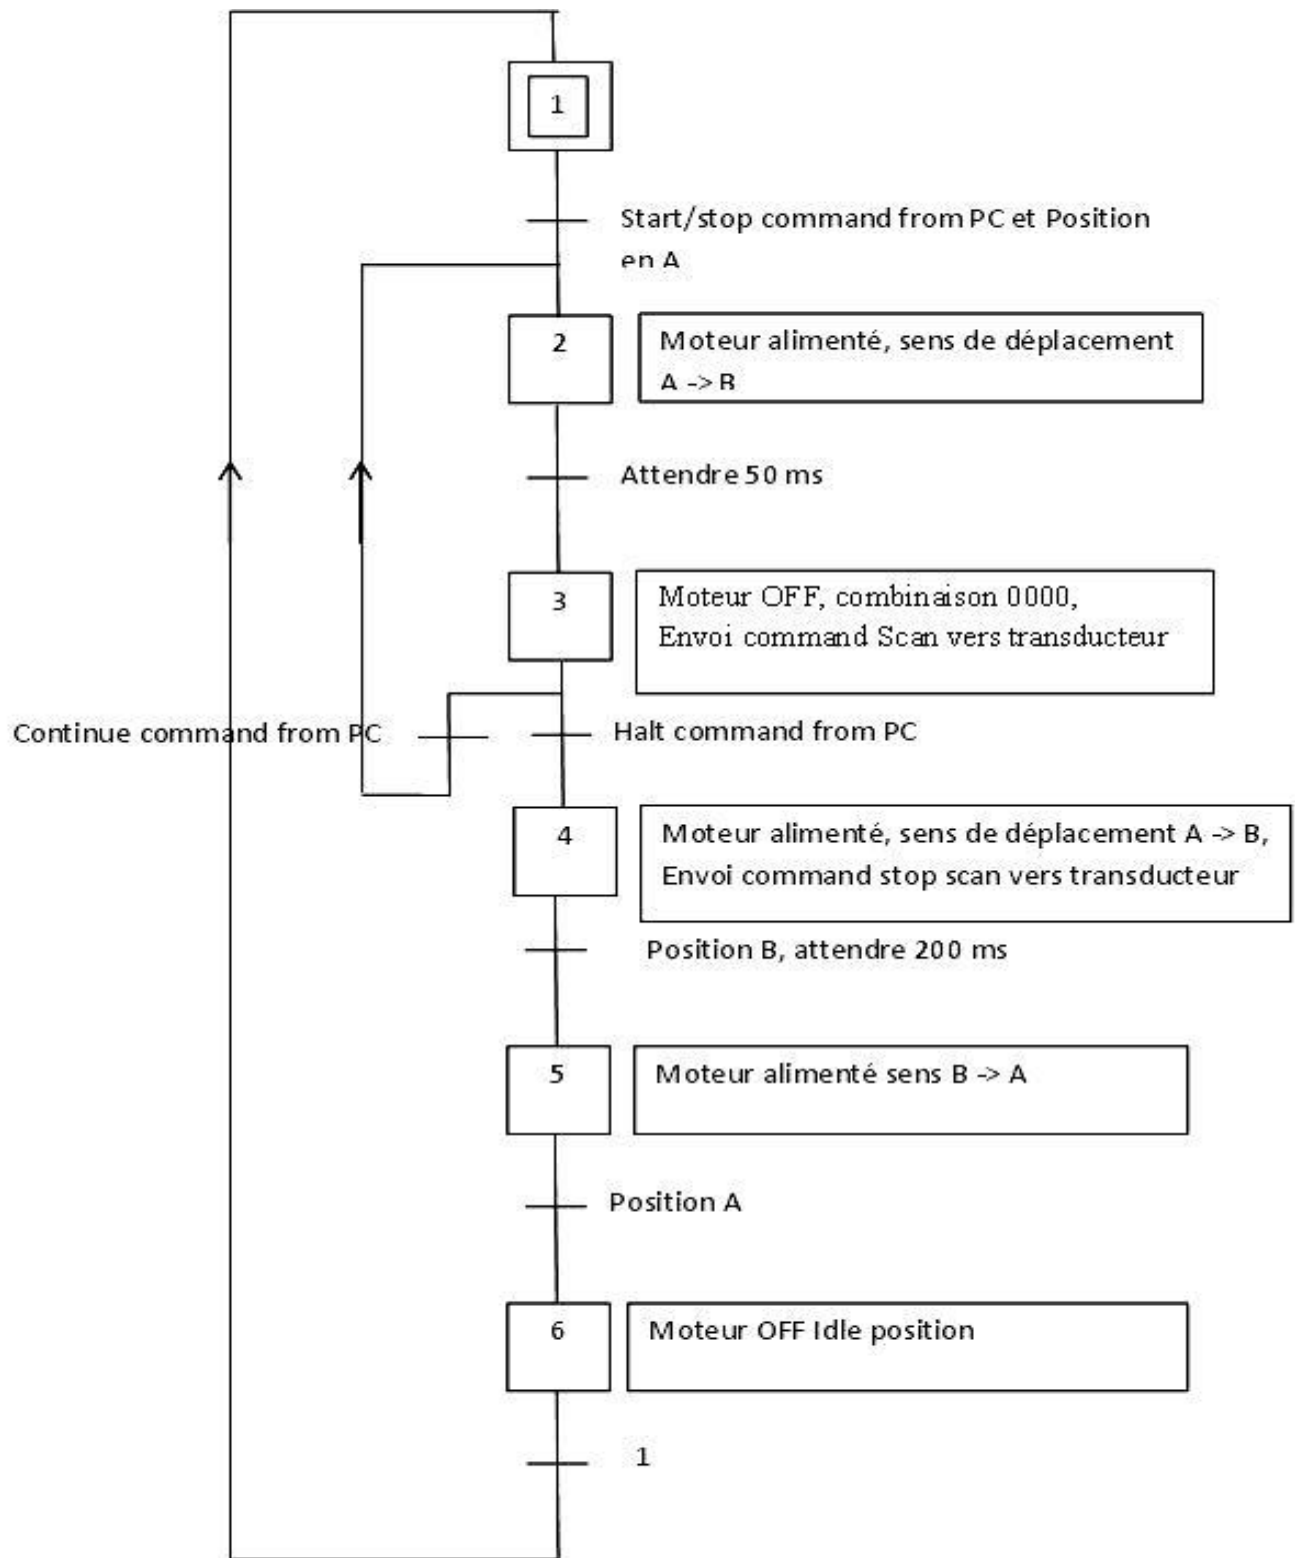 1
Start/stop command from PC et Position
en A
2
Moteur alimenté, sens de déplacement
A -> B
Attendre 50 ms
3
Moteur OFF, combinaison 0000,
Envoi command Scan vers transducteur
Continue command from PC
Halt command from PC
4
Moteur alimenté, sens de déplacement A -> B,
Envoi command stop scan vers transducteur
Position B, attendre 200 ms
5
Moteur alimenté sens B -> A
Position A
6
Moteur OFF Idle position
1